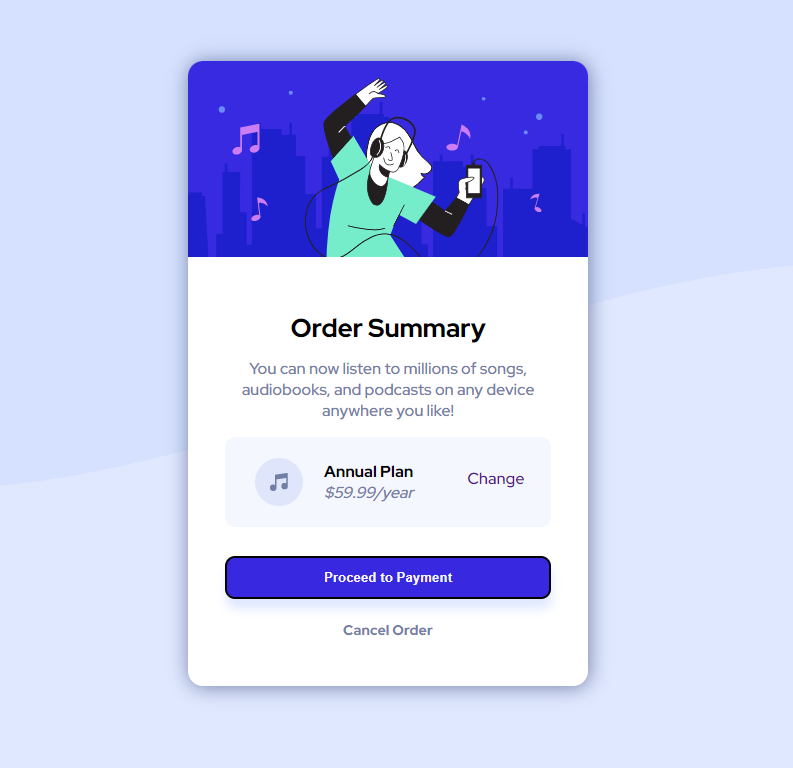 Order Summary
You can now listen to millions of songs,
audiobooks, and podcasts on any device
anywhere you like!
Annual Plan
$59.99/year
Change
Proceed to Payment
Cancel Order